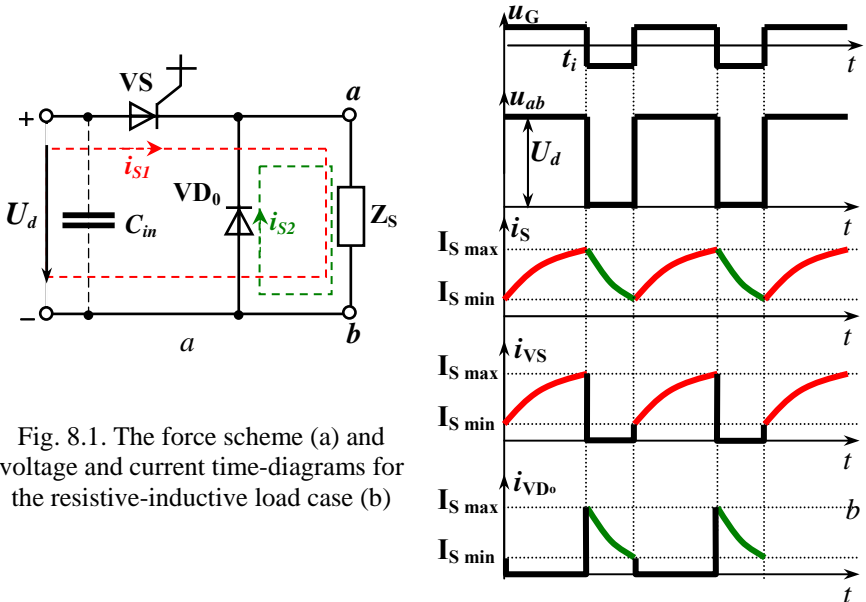 VS
a
+
i_S1
VD₀
U_d
C_in
i_S2
Z_S
−
b
a
Fig. 8.1. The force scheme (a) and
voltage and current time-diagrams for
the resistive-inductive load case (b)
u_G
t_i
t
u_ab
U_d
t
i_S
I_S max
I_S min
t
i_VS
I_S max
I_S min
t
i_VD₀
I_S max
b
I_S min
t